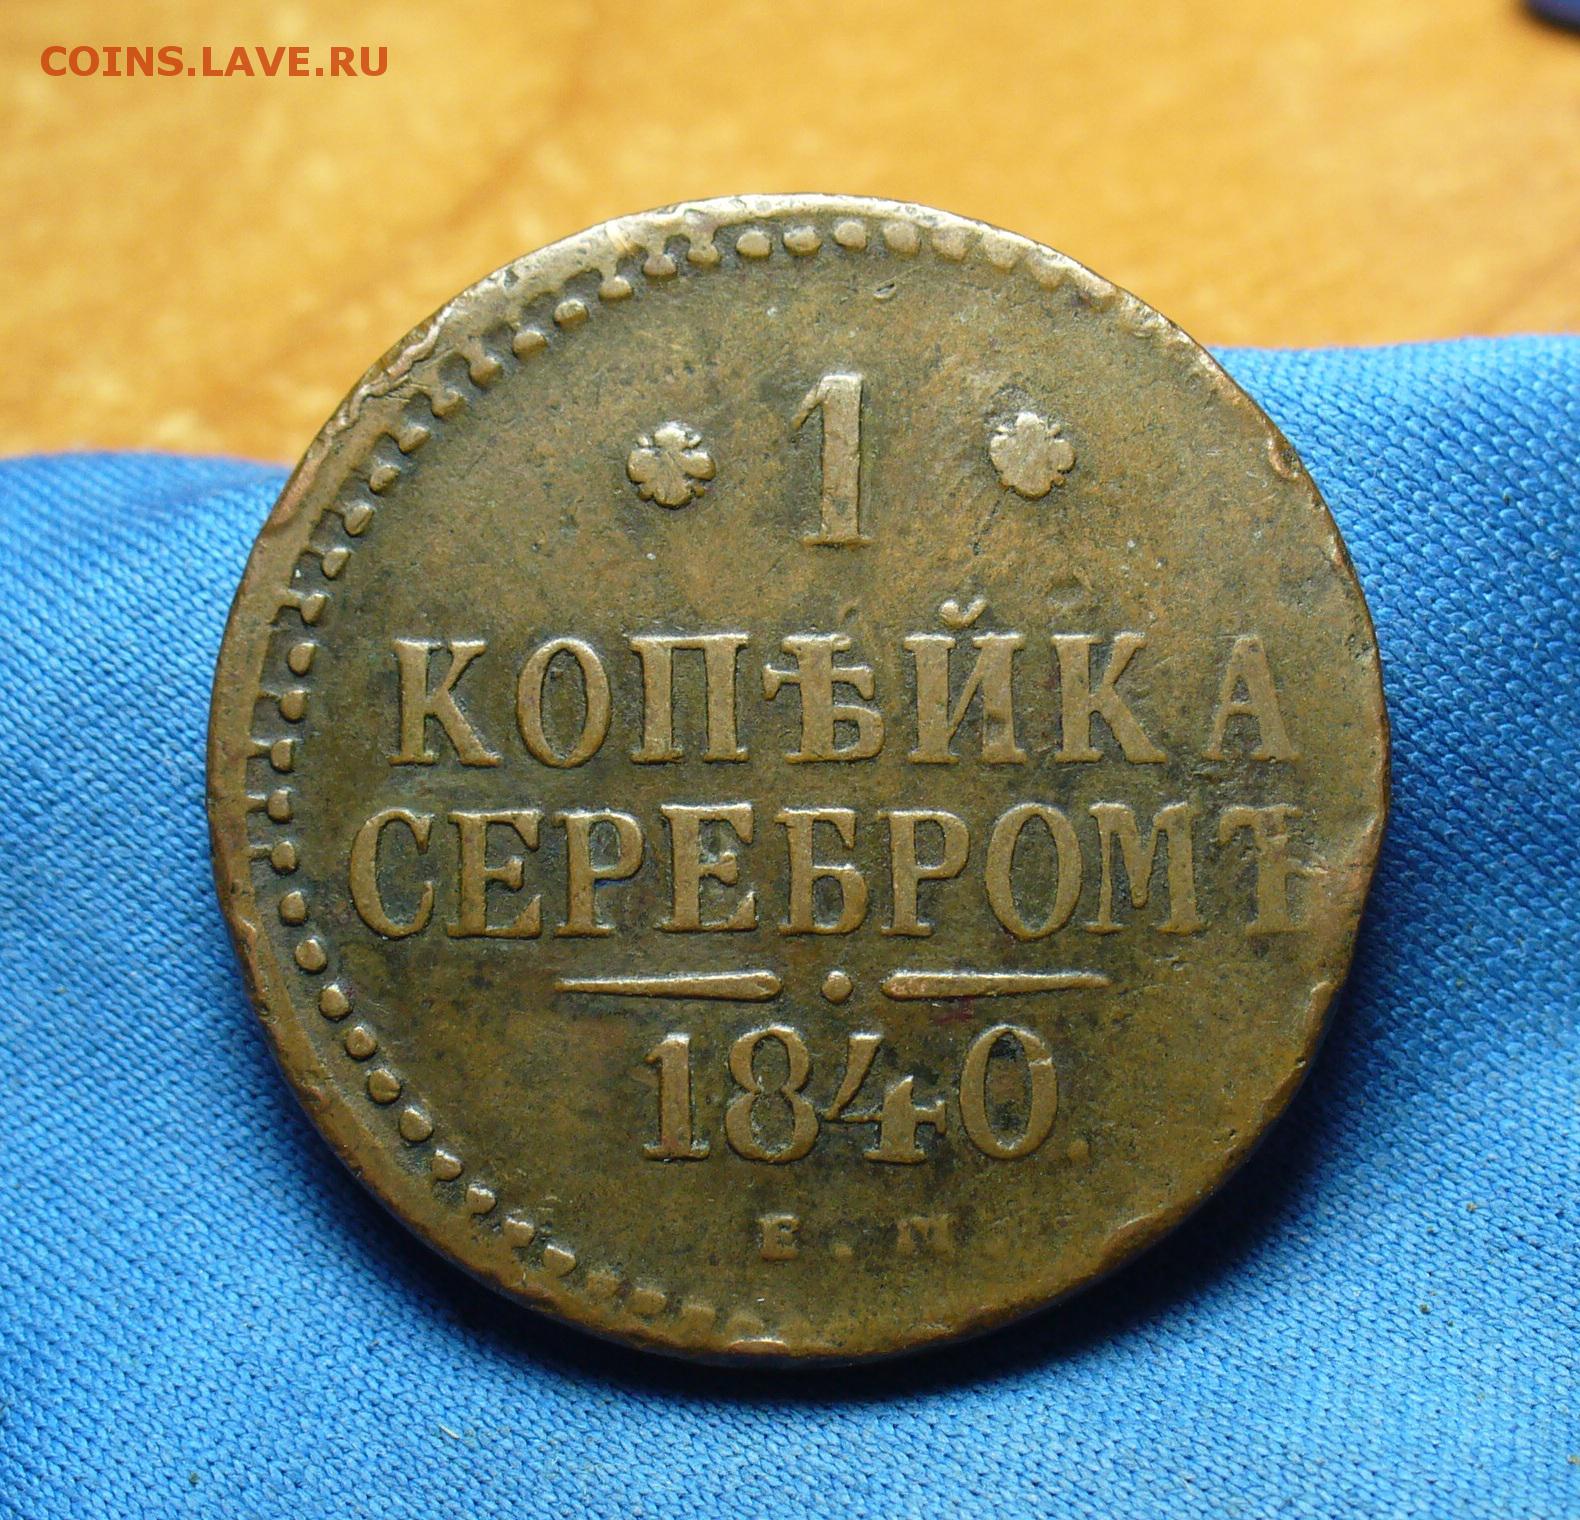 COINS.LAVE.RU
1
КОПѢЙКА
СЕРЕБРОМЪ
1840.
Е. М